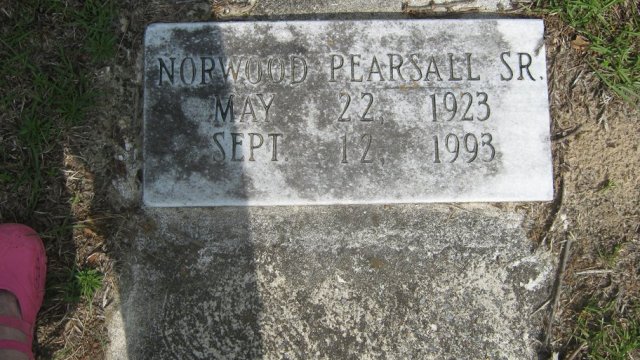 NORWOOD PEARSALL SR.
MAY 22, 1923
SEPT. 12, 1993